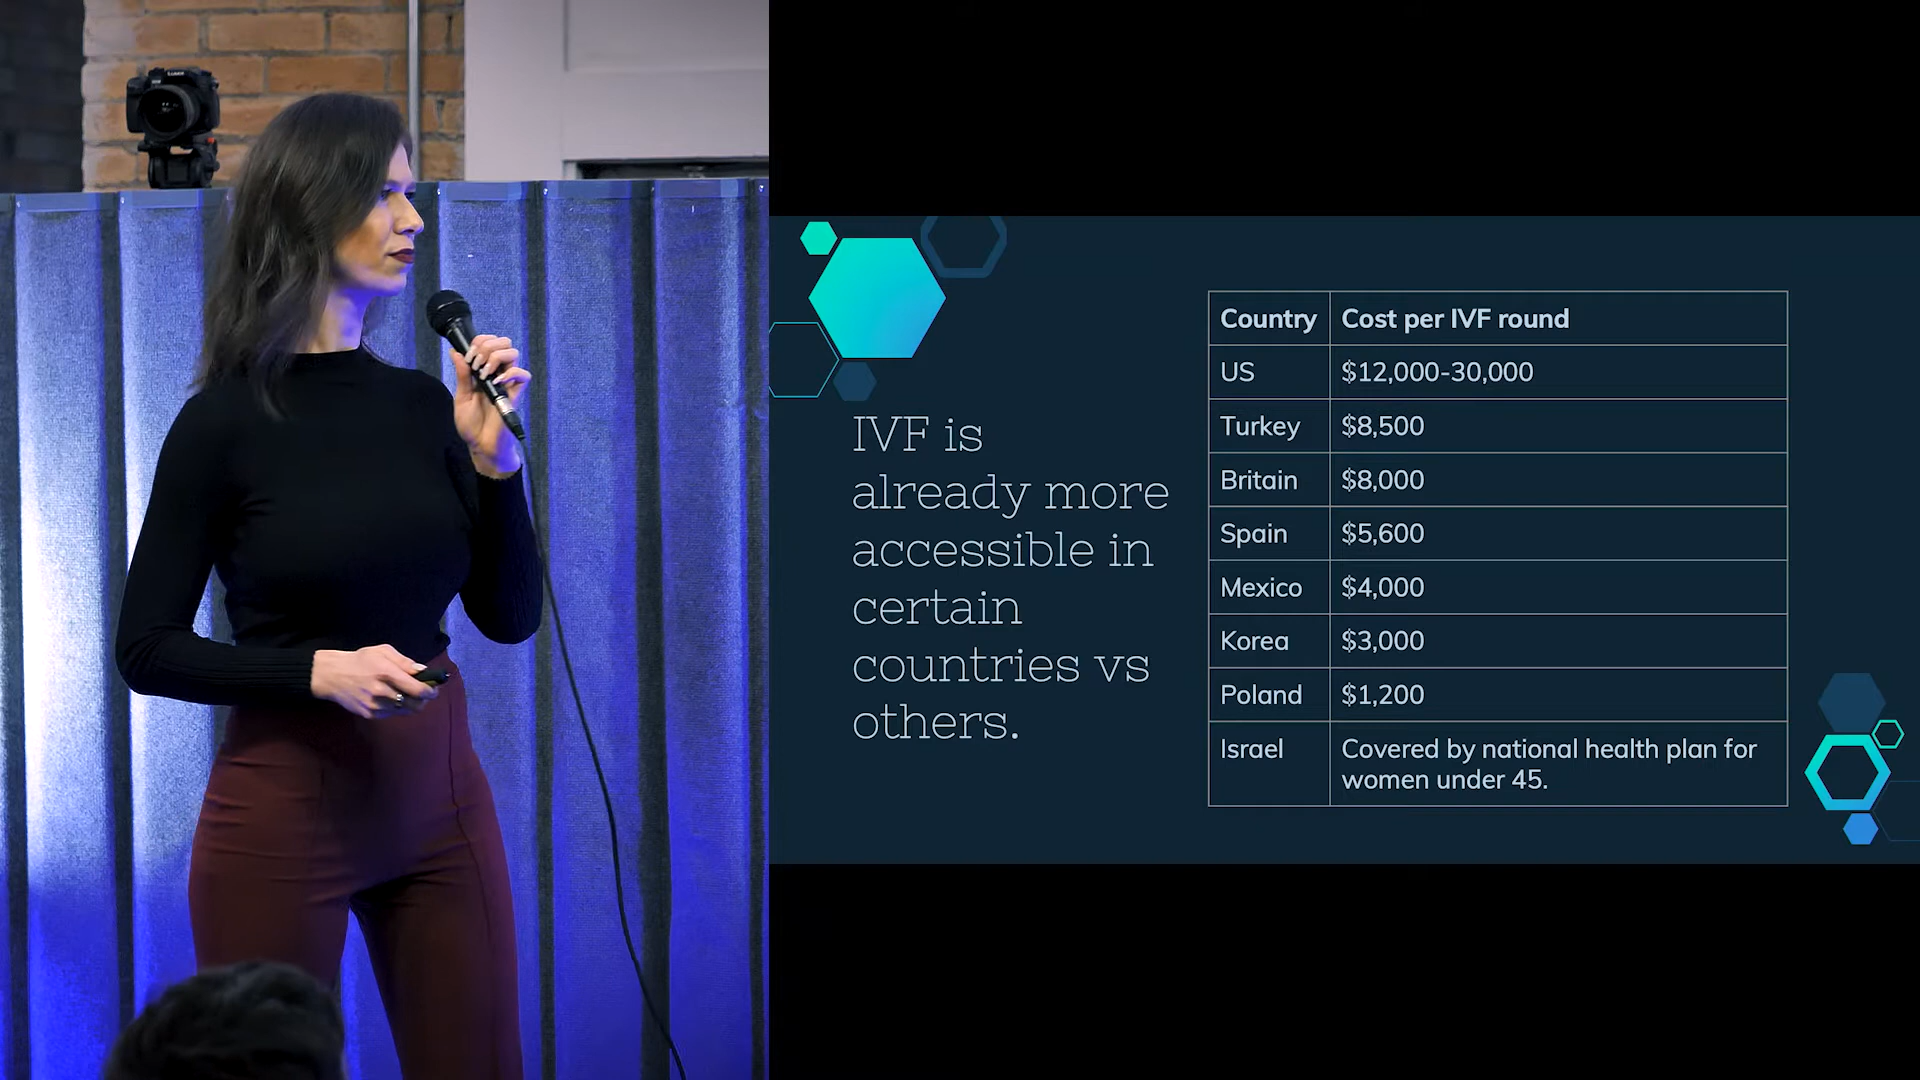 LUMIX
IVF is
already more
accessible in
certain
countries vs
others.
Country Cost per IVF round
US $12,000-30,000
Turkey $8,500
Britain $8,000
Spain $5,600
Mexico $4,000
Korea $3,000
Poland $1,200
Israel Covered by national health plan for
women under 45.